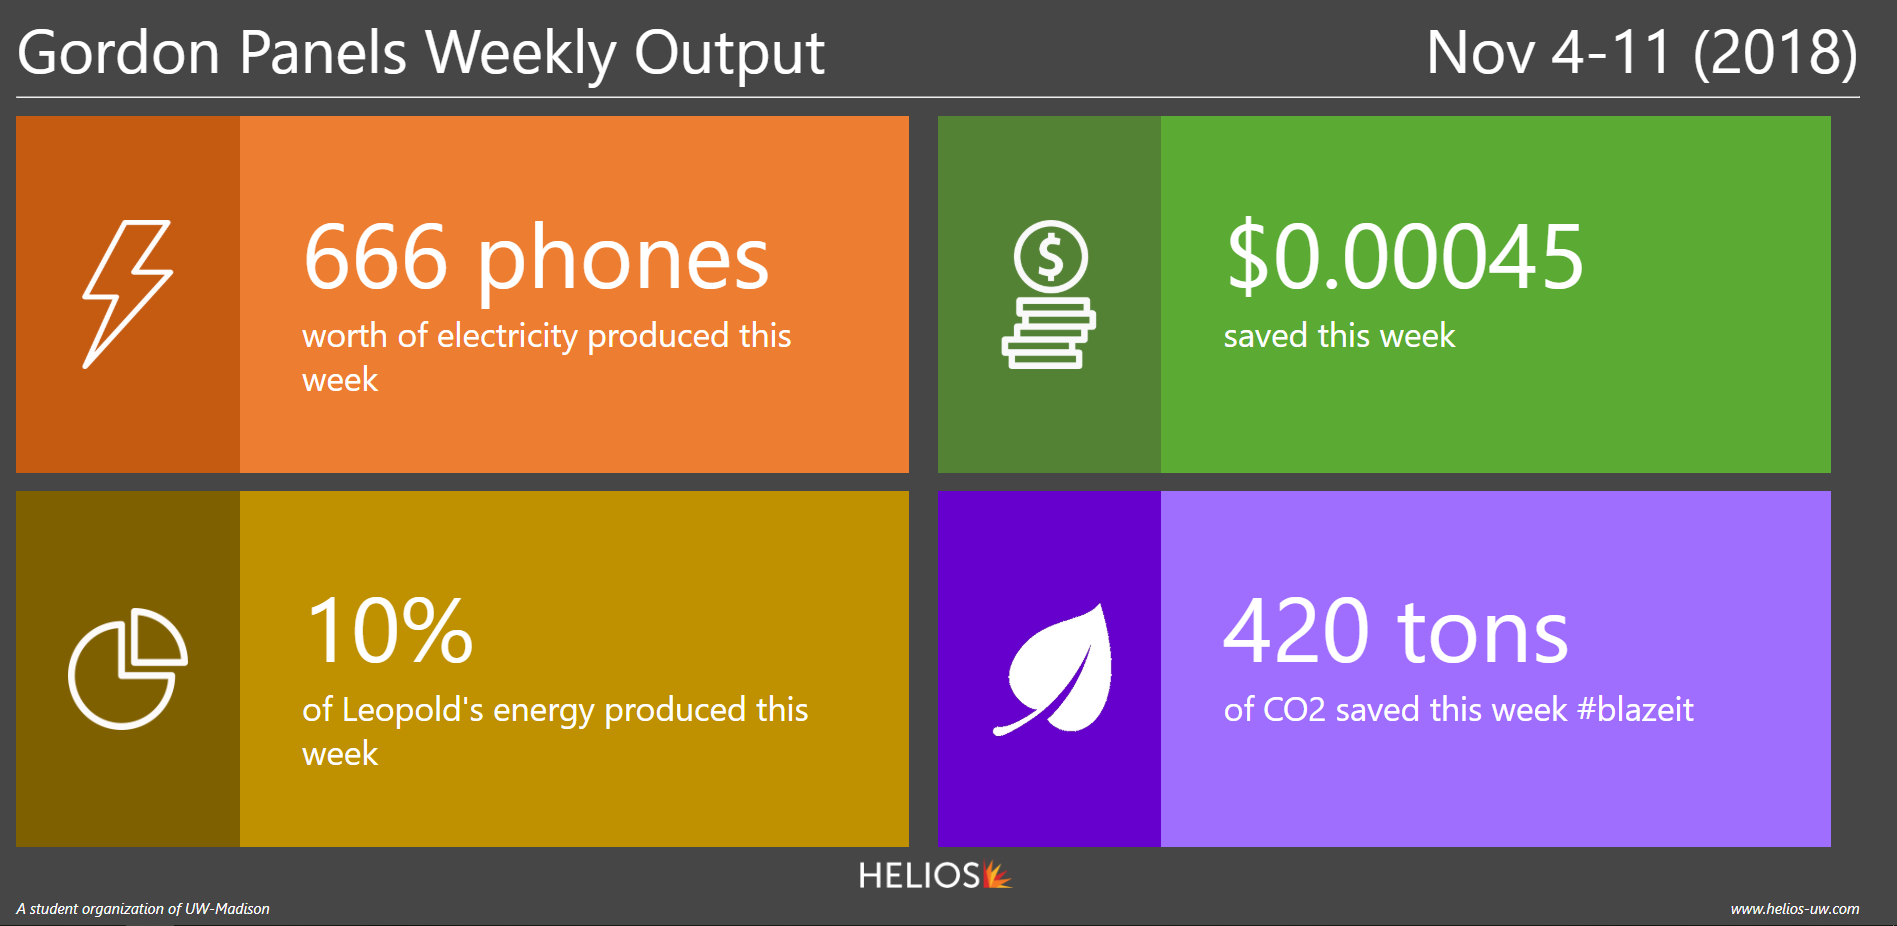 Gordon Panels Weekly Output
Nov 4-11 (2018)
666 phones
worth of electricity produced this
week
$
$0.00045
saved this week
10%
of Leopold's energy produced this
week
420 tons
of CO2 saved this week #blazeit
HELIOS
A student organization of UW-Madison
www.helios-uw.com